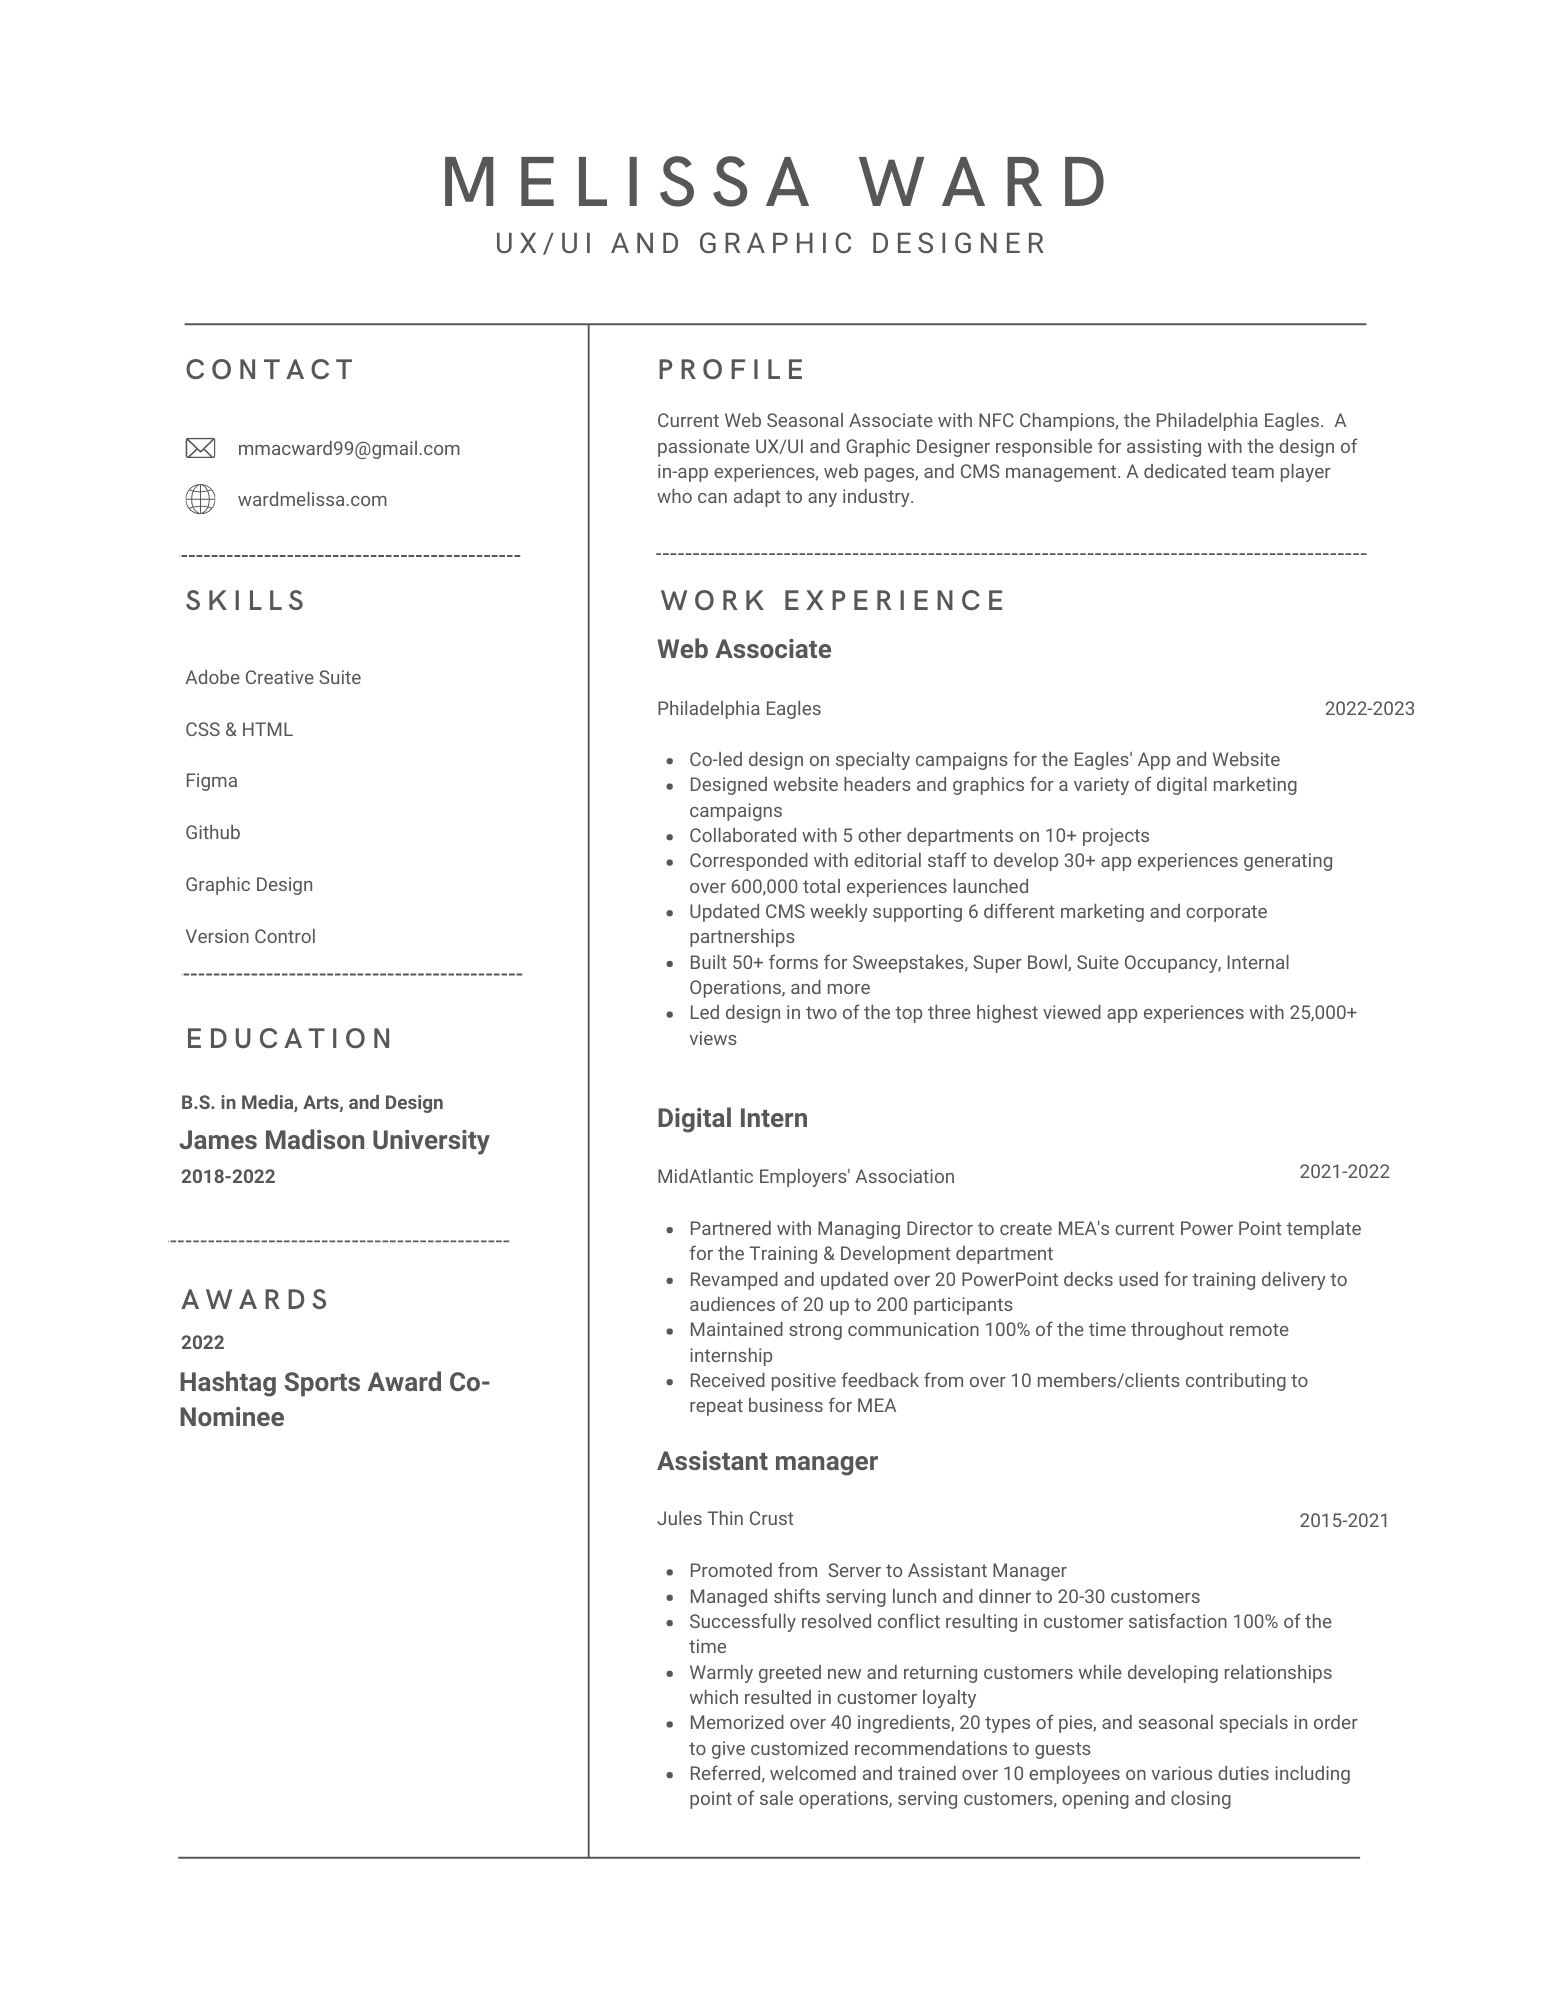 MELISSA WARD
UX/UI AND GRAPHIC DESIGNER
CONTACT
mmacward99@gmail.com
wardmelissa.com
SKILLS
Adobe Creative Suite
CSS & HTML
Figma
Github
Graphic Design
Version Control
EDUCATION
B.S. in Media, Arts, and Design
James Madison University
2018-2022
AWARDS
2022
Hashtag Sports Award Co-
Nominee
PROFILE
Current Web Seasonal Associate with NFC Champions, the Philadelphia Eagles.  A
passionate UX/UI and Graphic Designer responsible for assisting with the design of
in-app experiences, web pages, and CMS management. A dedicated team player
who can adapt to any industry.
WORK EXPERIENCE
Web Associate
Philadelphia Eagles 2022-2023
• Co-led design on specialty campaigns for the Eagles' App and Website
• Designed website headers and graphics for a variety of digital marketing
campaigns
• Collaborated with 5 other departments on 10+ projects
• Corresponded with editorial staff to develop 30+ app experiences generating
over 600,000 total experiences launched
• Updated CMS weekly supporting 6 different marketing and corporate
partnerships
• Built 50+ forms for Sweepstakes, Super Bowl, Suite Occupancy, Internal
Operations, and more
• Led design in two of the top three highest viewed app experiences with 25,000+
views
Digital Intern
MidAtlantic Employers' Association 2021-2022
• Partnered with Managing Director to create MEA's current Power Point template
for the Training & Development department
• Revamped and updated over 20 PowerPoint decks used for training delivery to
audiences of 20 up to 200 participants
• Maintained strong communication 100% of the time throughout remote
internship
• Received positive feedback from over 10 members/clients contributing to
repeat business for MEA
Assistant manager
Jules Thin Crust 2015-2021
• Promoted from  Server to Assistant Manager
• Managed shifts serving lunch and dinner to 20-30 customers
• Successfully resolved conflict resulting in customer satisfaction 100% of the
time
• Warmly greeted new and returning customers while developing relationships
which resulted in customer loyalty
• Memorized over 40 ingredients, 20 types of pies, and seasonal specials in order
to give customized recommendations to guests
• Referred, welcomed and trained over 10 employees on various duties including
point of sale operations, serving customers, opening and closing